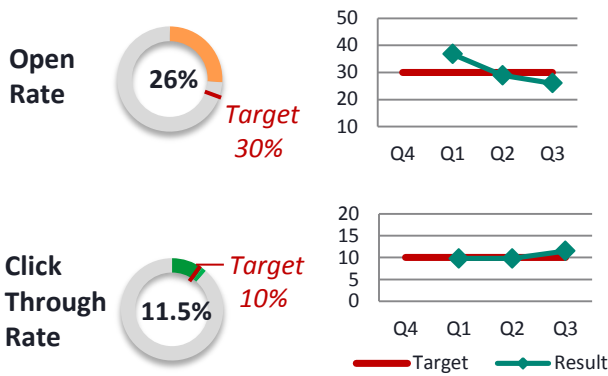 Open
Rate
26%
Target
30%
50
40
30
20
10
Q4 Q1 Q2 Q3
Click
Through
Rate
11.5%
Target
10%
20
15
10
5
0
Q4 Q1 Q2 Q3
Target Result